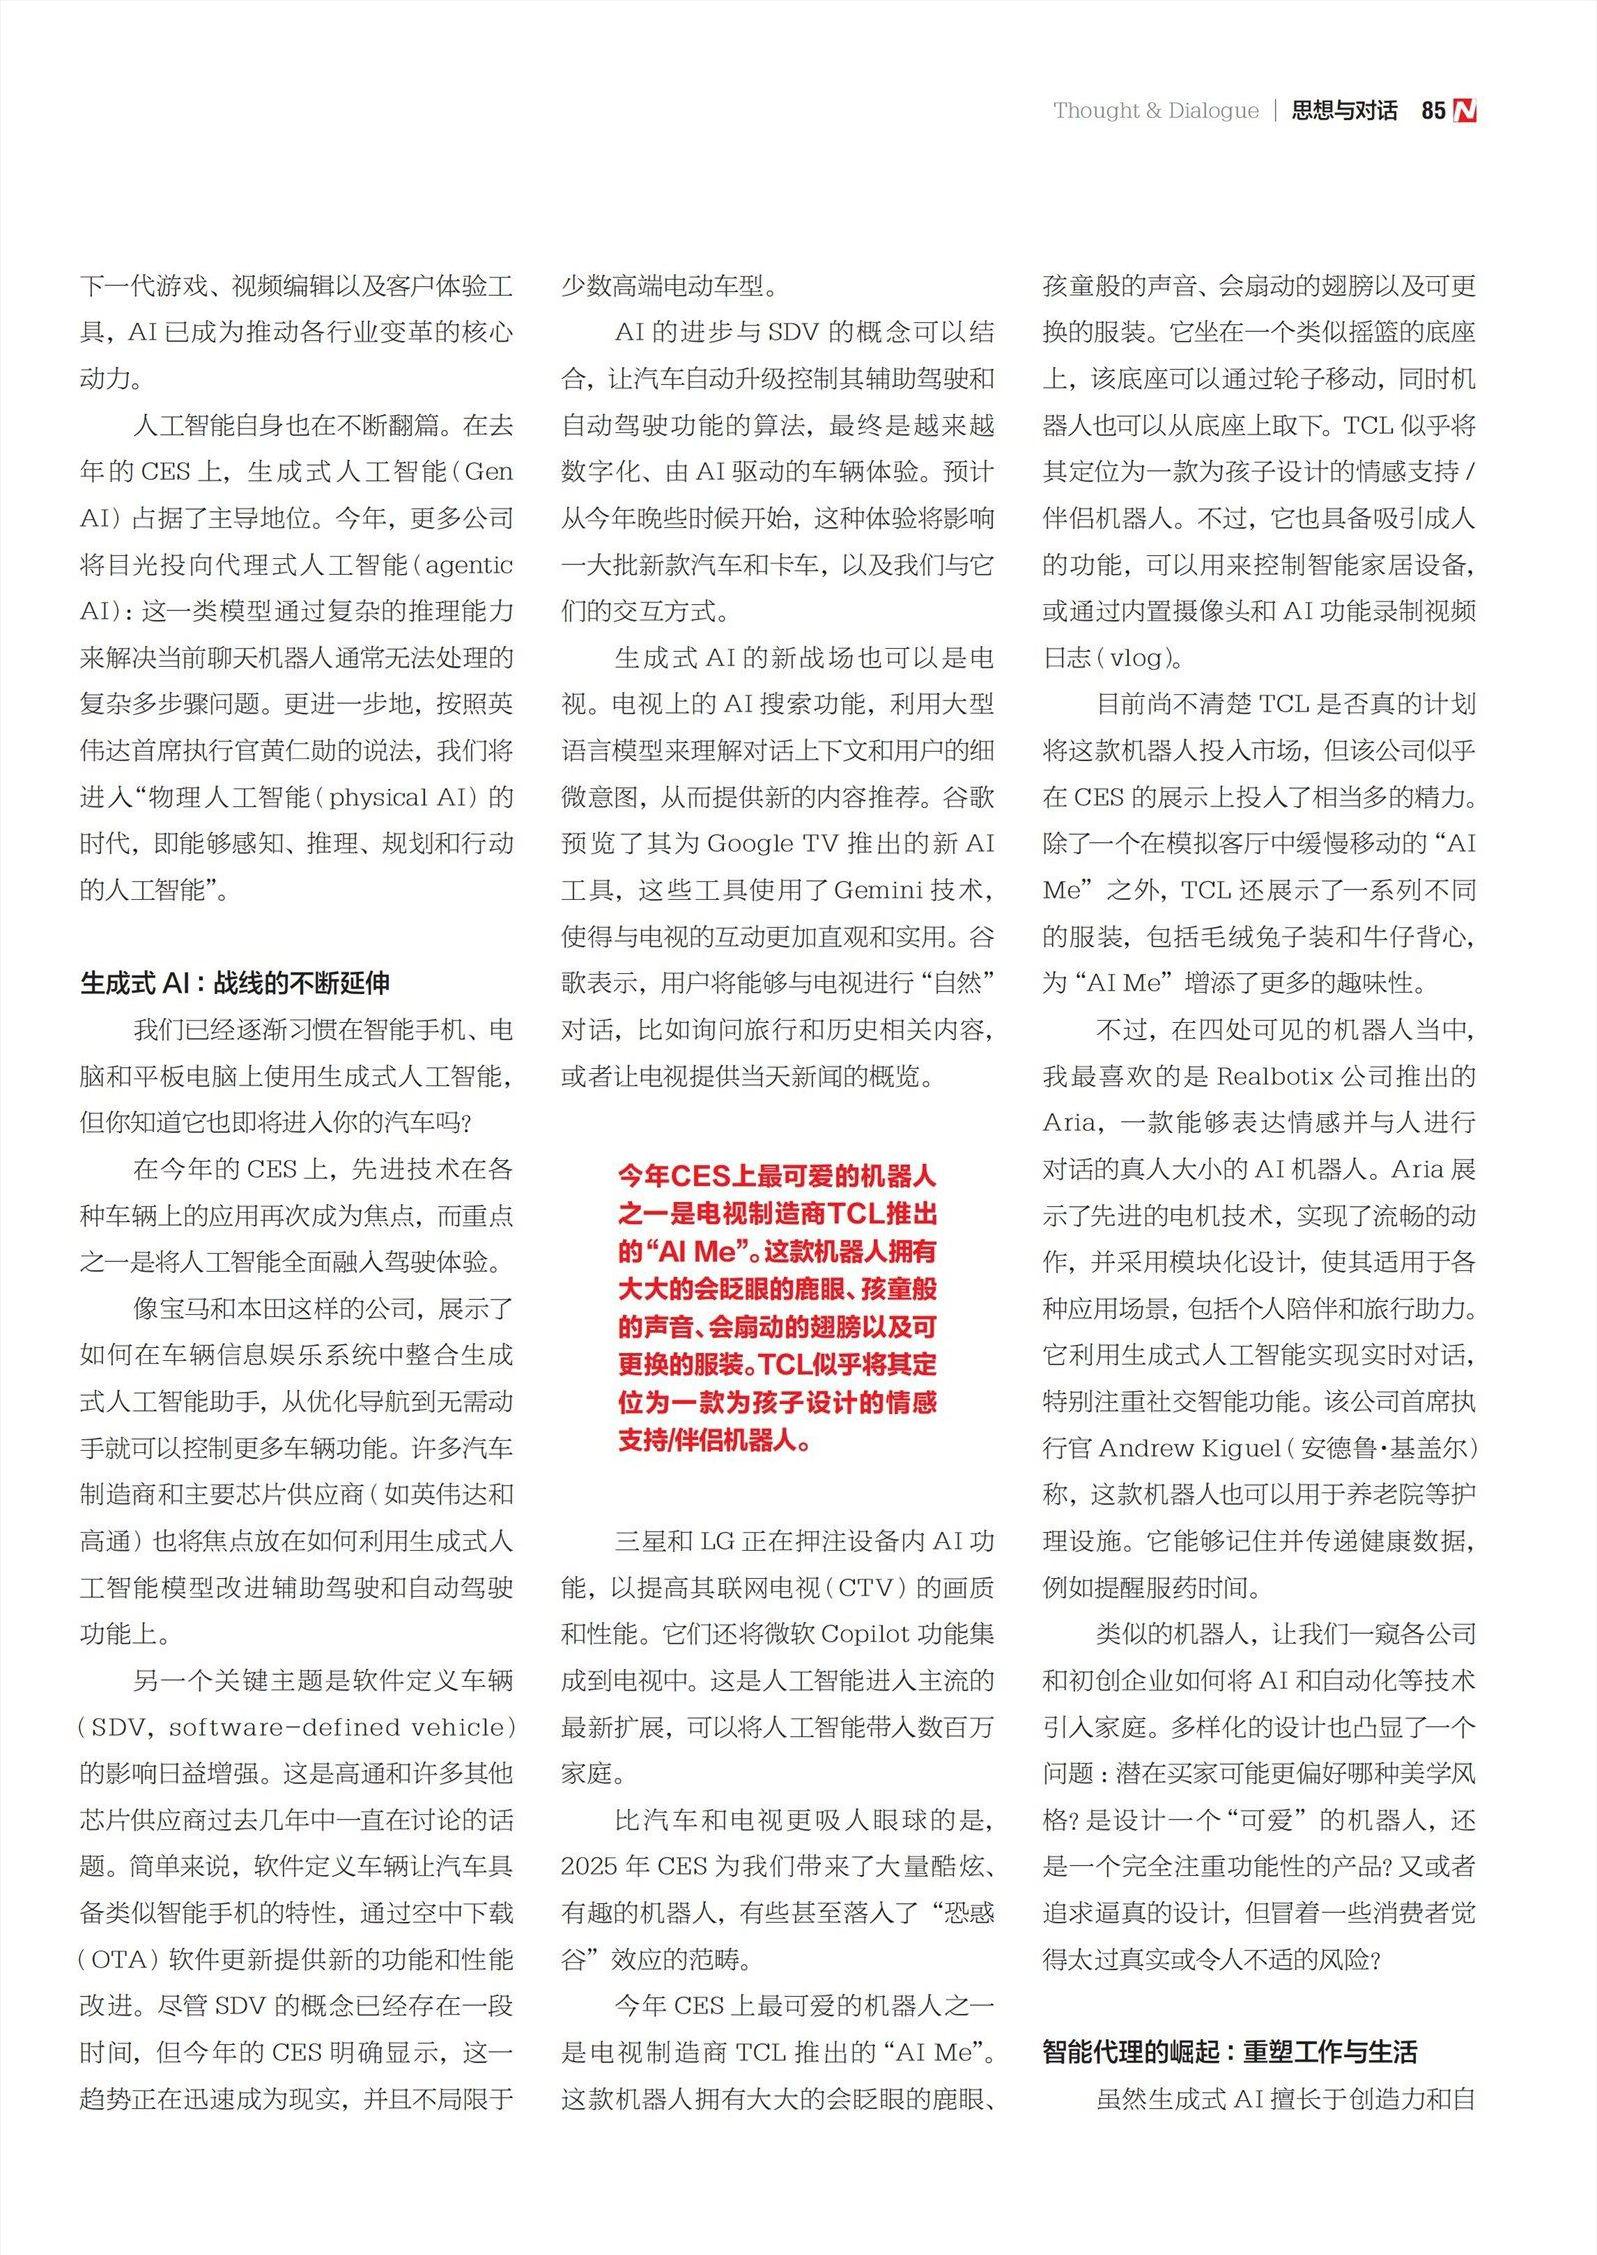 Thought & Dialogue | 思想与对话 85 N
下一代游戏、视频编辑以及客户体验工
具，AI 已成为推动各行业变革的核心
动力。
人工智能自身也在不断翻篇。在去
年的 CES 上，生成式人工智能（Gen
AI）占据了主导地位。今年，更多公司
将目光投向代理式人工智能（agentic
AI）：这一类模型通过复杂的推理能力
来解决当前聊天机器人通常无法处理的
复杂多步骤问题。更进一步地，按照英
伟达首席执行官黄仁勋的说法，我们将
进入“物理人工智能（physical AI）的
时代，即能够感知、推理、规划和行动
的人工智能”。
生成式 AI：战线的不断延伸
我们已经逐渐习惯在智能手机、电
脑和平板电脑上使用生成式人工智能，
但你知道它也即将进入你的汽车吗？
在今年的 CES 上，先进技术在各
种车辆上的应用再次成为焦点，而重点
之一是将人工智能全面融入驾驶体验。
像宝马和本田这样的公司，展示了
如何在车辆信息娱乐系统中整合生成
式人工智能助手，从优化导航到无需动
手就可以控制更多车辆功能。许多汽车
制造商和主要芯片供应商（如英伟达和
高通）也将焦点放在如何利用生成式人
工智能模型改进辅助驾驶和自动驾驶
功能上。
另一个关键主题是软件定义车辆
（SDV，software-defined vehicle）
的影响日益增强。这是高通和许多其他
芯片供应商过去几年中一直在讨论的话
题。简单来说，软件定义车辆让汽车具
备类似智能手机的特性，通过空中下载
（OTA）软件更新提供新的功能和性能
改进。尽管 SDV 的概念已经存在一段
时间，但今年的 CES 明确显示，这一
趋势正在迅速成为现实，并且不局限于
少数高端电动车型。
AI 的进步与 SDV 的概念可以结
合，让汽车自动升级控制其辅助驾驶和
自动驾驶功能的算法，最终是越来越
数字化、由 AI 驱动的车辆体验。预计
从今年晚些时候开始，这种体验将影响
一大批新款汽车和卡车，以及我们与它
们的交互方式。
生成式 AI 的新战场也可以是电
视。电视上的 AI 搜索功能，利用大型
语言模型来理解对话上下文和用户的细
微意图，从而提供新的内容推荐。谷歌
预览了其为 Google TV 推出的新 AI
工具，这些工具使用了 Gemini 技术，
使得与电视的互动更加直观和实用。谷
歌表示，用户将能够与电视进行“自然”
对话，比如询问旅行和历史相关内容，
或者让电视提供当天新闻的概览。
今年CES上最可爱的机器人
之一是电视制造商TCL推出
的“AI Me”。这款机器人拥有
大大的会眨眼的鹿眼、孩童般
的声音、会扇动的翅膀以及可
更换的服装。TCL似乎将其定
位为一款为孩子设计的情感
支持/伴侣机器人。
三星和 LG 正在押注设备内 AI 功
能，以提高其联网电视（CTV）的画质
和性能。它们还将微软 Copilot 功能集
成到电视中。这是人工智能进入主流的
最新扩展，可以将人工智能带入数百万
家庭。
比汽车和电视更吸人眼球的是，
2025 年 CES 为我们带来了大量酷炫、
有趣的机器人，有些甚至落入了“恐惑
谷”效应的范畴。
今年 CES 上最可爱的机器人之一
是电视制造商 TCL 推出的“AI Me”。
这款机器人拥有大大的会眨眼的鹿眼、
孩童般的声音、会扇动的翅膀以及可更
换的服装。它坐在一个类似摇篮的底座
上，该底座可以通过轮子移动，同时机
器人也可以从底座上取下。TCL 似乎将
其定位为一款为孩子设计的情感支持 /
伴侣机器人。不过，它也具备吸引成人
的功能，可以用来控制智能家居设备，
或通过内置摄像头和 AI 功能录制视频
日志（vlog）。
目前尚不清楚 TCL 是否真的计划
将这款机器人投入市场，但该公司似乎
在 CES 的展示上投入了相当多的精力。
除了一个在模拟客厅中缓慢移动的“AI
Me”之外，TCL 还展示了一系列不同
的服装，包括毛绒兔子装和牛仔背心，
为“AI Me”增添了更多的趣味性。
不过，在四处可见的机器人当中，
我最喜欢的是 Realbotix 公司推出的
Aria，一款能够表达情感并与人进行
对话的真人大小的 AI 机器人。Aria 展
示了先进的电机技术，实现了流畅的动
作，并采用模块化设计，使其适用于各
种应用场景，包括个人陪伴和旅行助力。
它利用生成式人工智能实现实时对话，
特别注重社交智能功能。该公司首席执
行官 Andrew Kiguel（安德鲁·基盖尔）
称，这款机器人也可以用于养老院等护
理设施。它能够记住并传递健康数据，
例如提醒服药时间。
类似的机器人，让我们一窥各公司
和初创企业如何将 AI 和自动化等技术
引入家庭。多样化的设计也凸显了一个
问题：潜在买家可能更偏好哪种美学风
格？是设计一个“可爱”的机器人，还
是一个完全注重功能性的产品？又或者
追求逼真的设计，但冒着一些消费者觉
得太过真实或令人不适的风险？
智能代理的崛起：重塑工作与生活
虽然生成式 AI 擅长于创造力和自